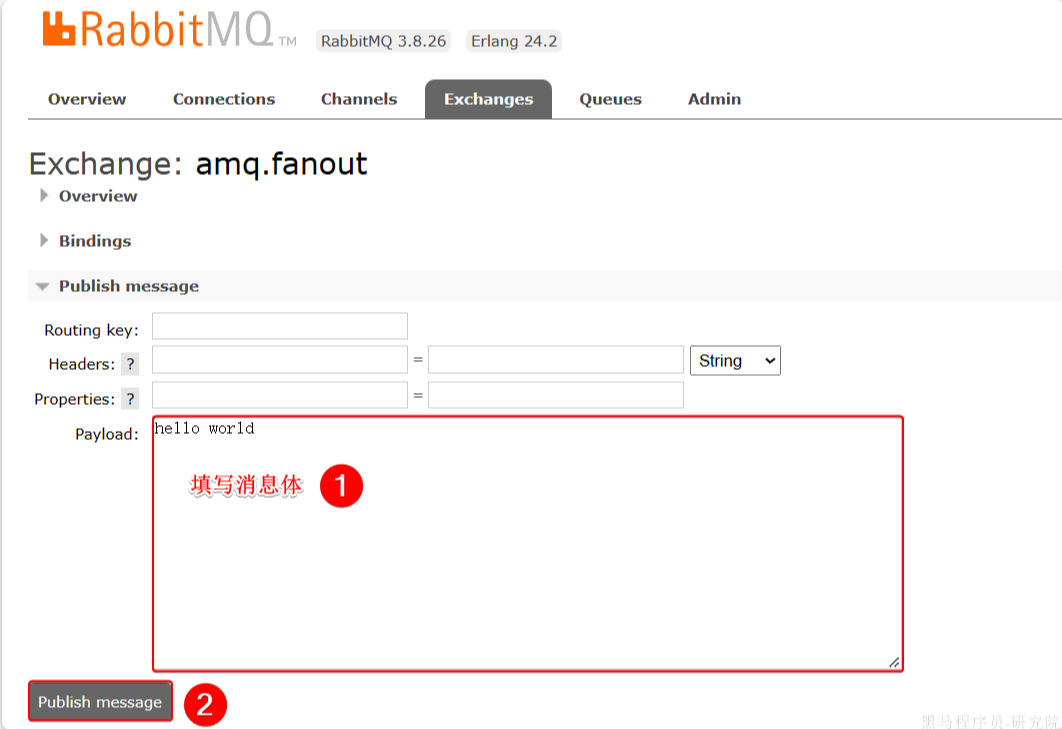 RabbitMQ TM RabbitMQ 3.8.26 Erlang 24.2
Overview Connections Channels Exchanges Queues Admin
Exchange: amq.fanout
Overview
Bindings
Publish message
Routing key:
Headers: ? = String
Properties: ? =
Payload: hello world
填写消息体 1
Publish message 2
黑马程序员-研究院